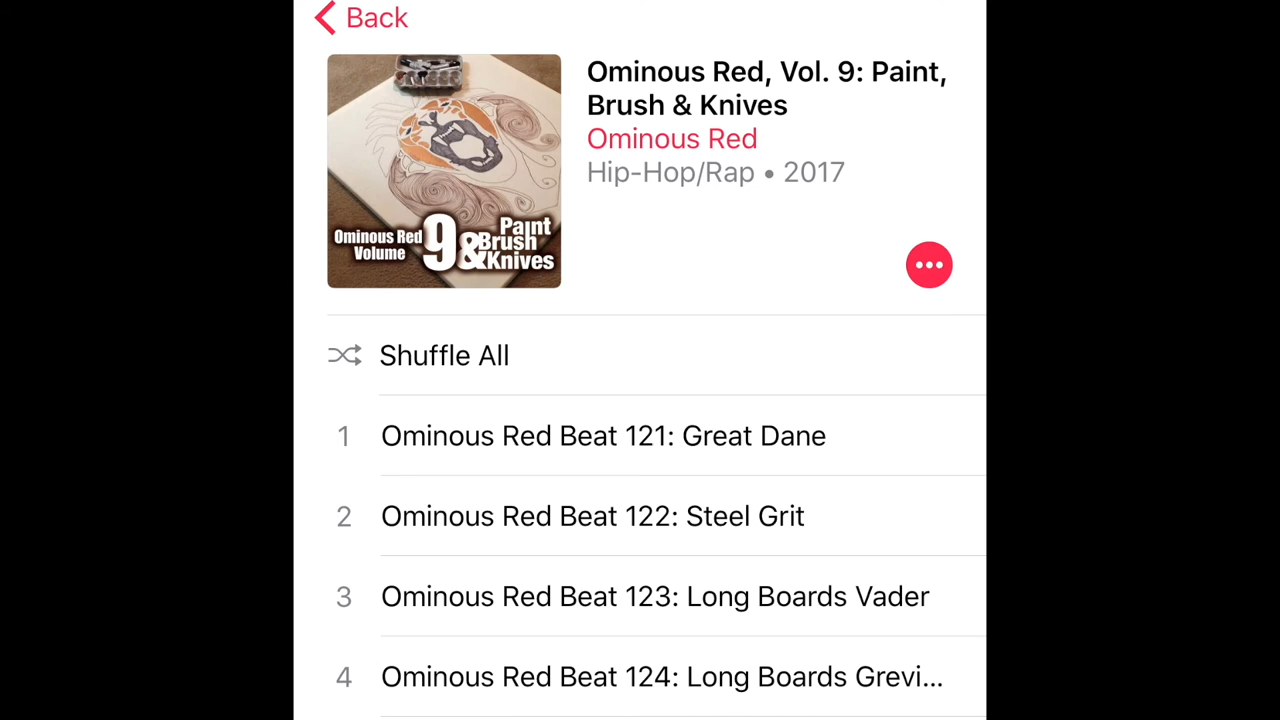 Back
Ominous Red, Vol. 9: Paint,
Brush & Knives
Ominous Red
Hip-Hop/Rap • 2017
Ominous Red
Volume
9
Paint
&Brush
Knives
Shuffle All
1 Ominous Red Beat 121: Great Dane
2 Ominous Red Beat 122: Steel Grit
3 Ominous Red Beat 123: Long Boards Vader
4 Ominous Red Beat 124: Long Boards Grevi...